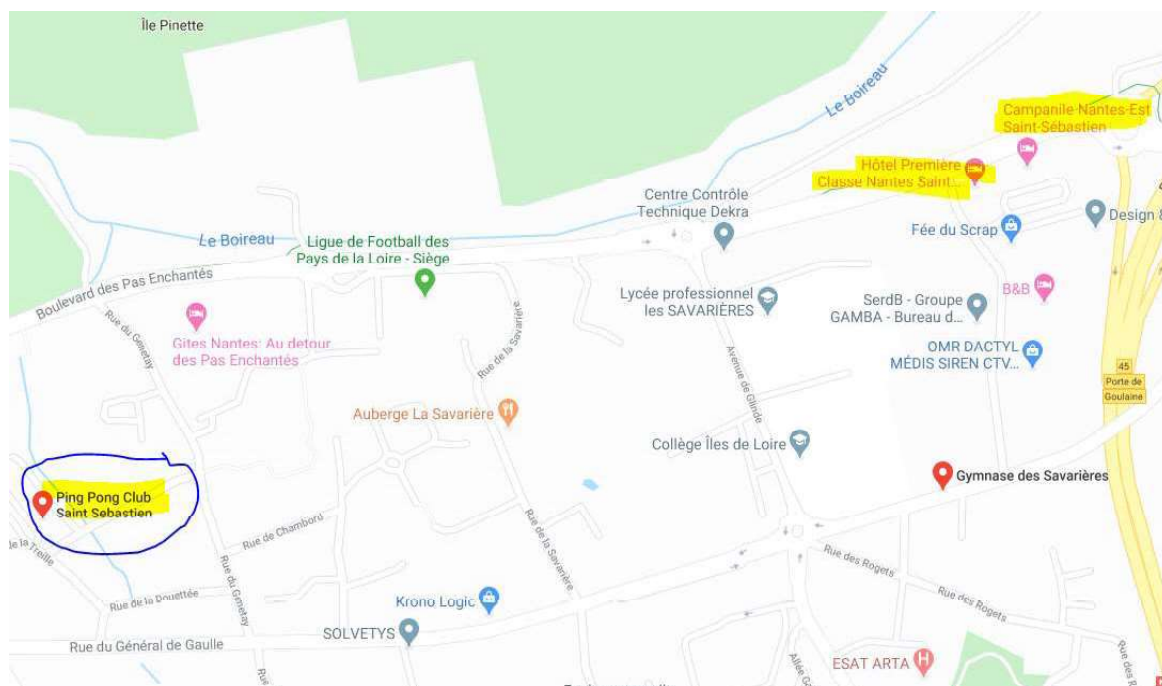 Île Pinette
Le Boireau
Campanile Nantes-Est
Saint-Sébastien
Hôtel Première
Classe Nantes Saint...
Centre Contrôle
Technique Dekra
Design &
Fée du Scrap
Le Boireau
Ligue de Football des
Pays de la Loire - Siège
Boulevard des Pas Enchantés
Lycée professionnel
les SAVARIÈRES
B&B
SerdB - Groupe
GAMBA - Bureau d...
Rue du Genetay
Gites Nantes: Au detour
des Pas Enchantés
Rue de la Savarière
OMR DACTYL
MÉDIS SIREN CTV...
45
Porte de
Goulaine
Avenue de Glinde
Auberge La Savarière
Collège Îles de Loire
Gymnase des Savarières
Ping Pong Club
Saint Sebastien
Rue de Chambord
Rue de la Savarière
de la Treille
Rue du Genetay
Rue des Rogets
Rue de la Douettée
Krono Logic
Rue des Rogets
SOLVETYS
Rue du Général de Gaulle
ESAT ARTA